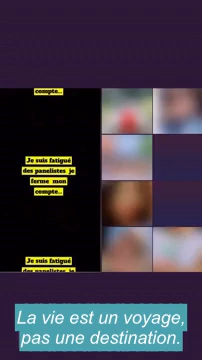 compte...
Je suis fatigué
des panelistes je
ferme mon
compte...
Je suis fatigué
des panelistes je
La vie est un voyage,
pas une destination.